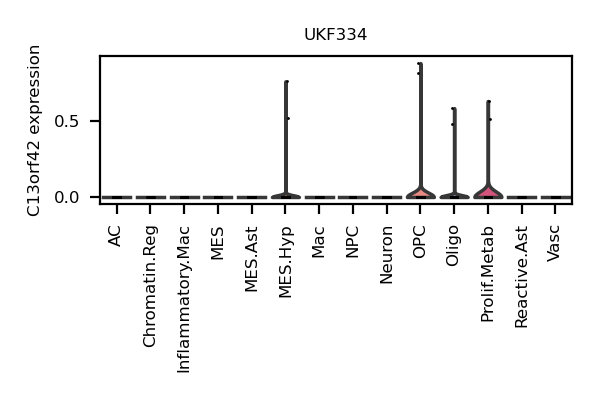 UKF334
C13orf42 expression
0.5
0.0
AC
Chromatin.Reg
Inflammatory.Mac
MES
MES.Ast
MES.Hyp
Mac
NPC
Neuron
OPC
Oligo
Prolif.Metab
Reactive.Ast
Vasc